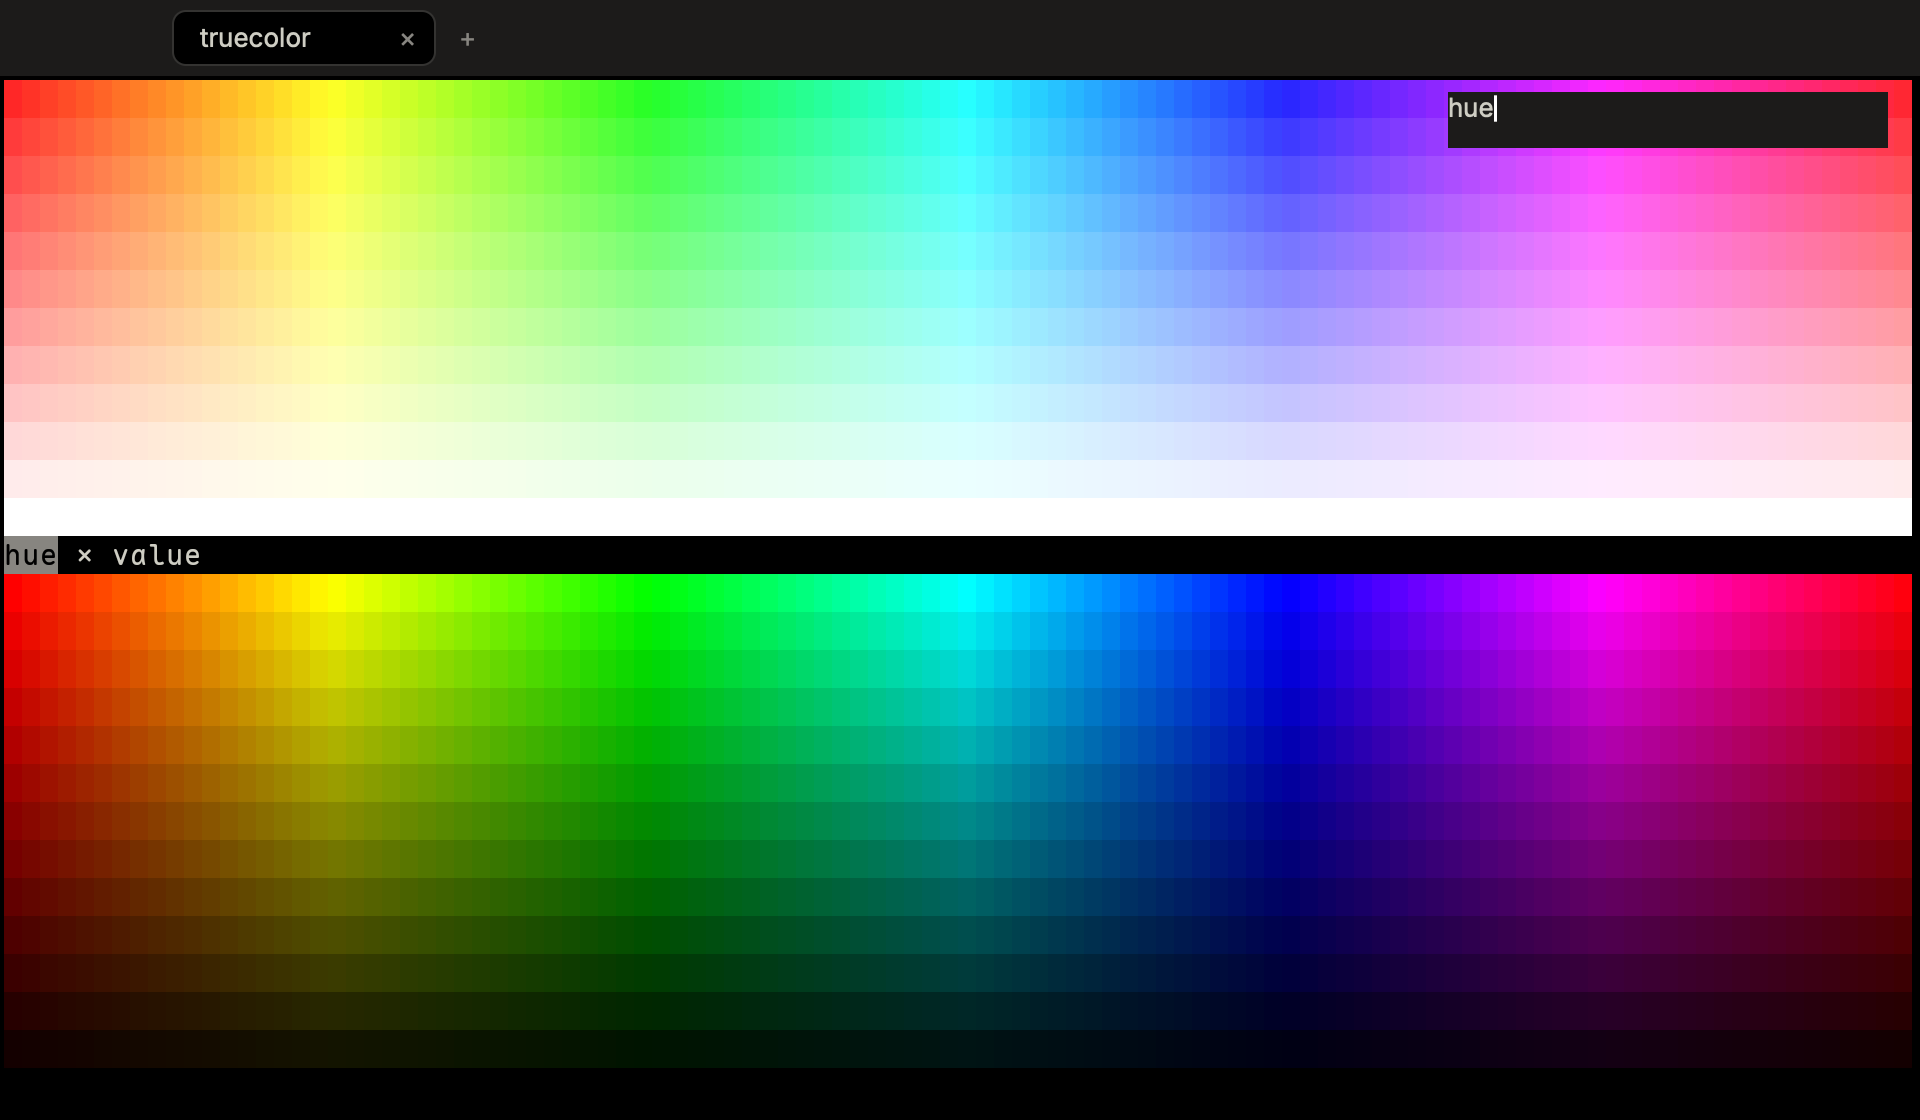 truecolor × +
hue
hue × value